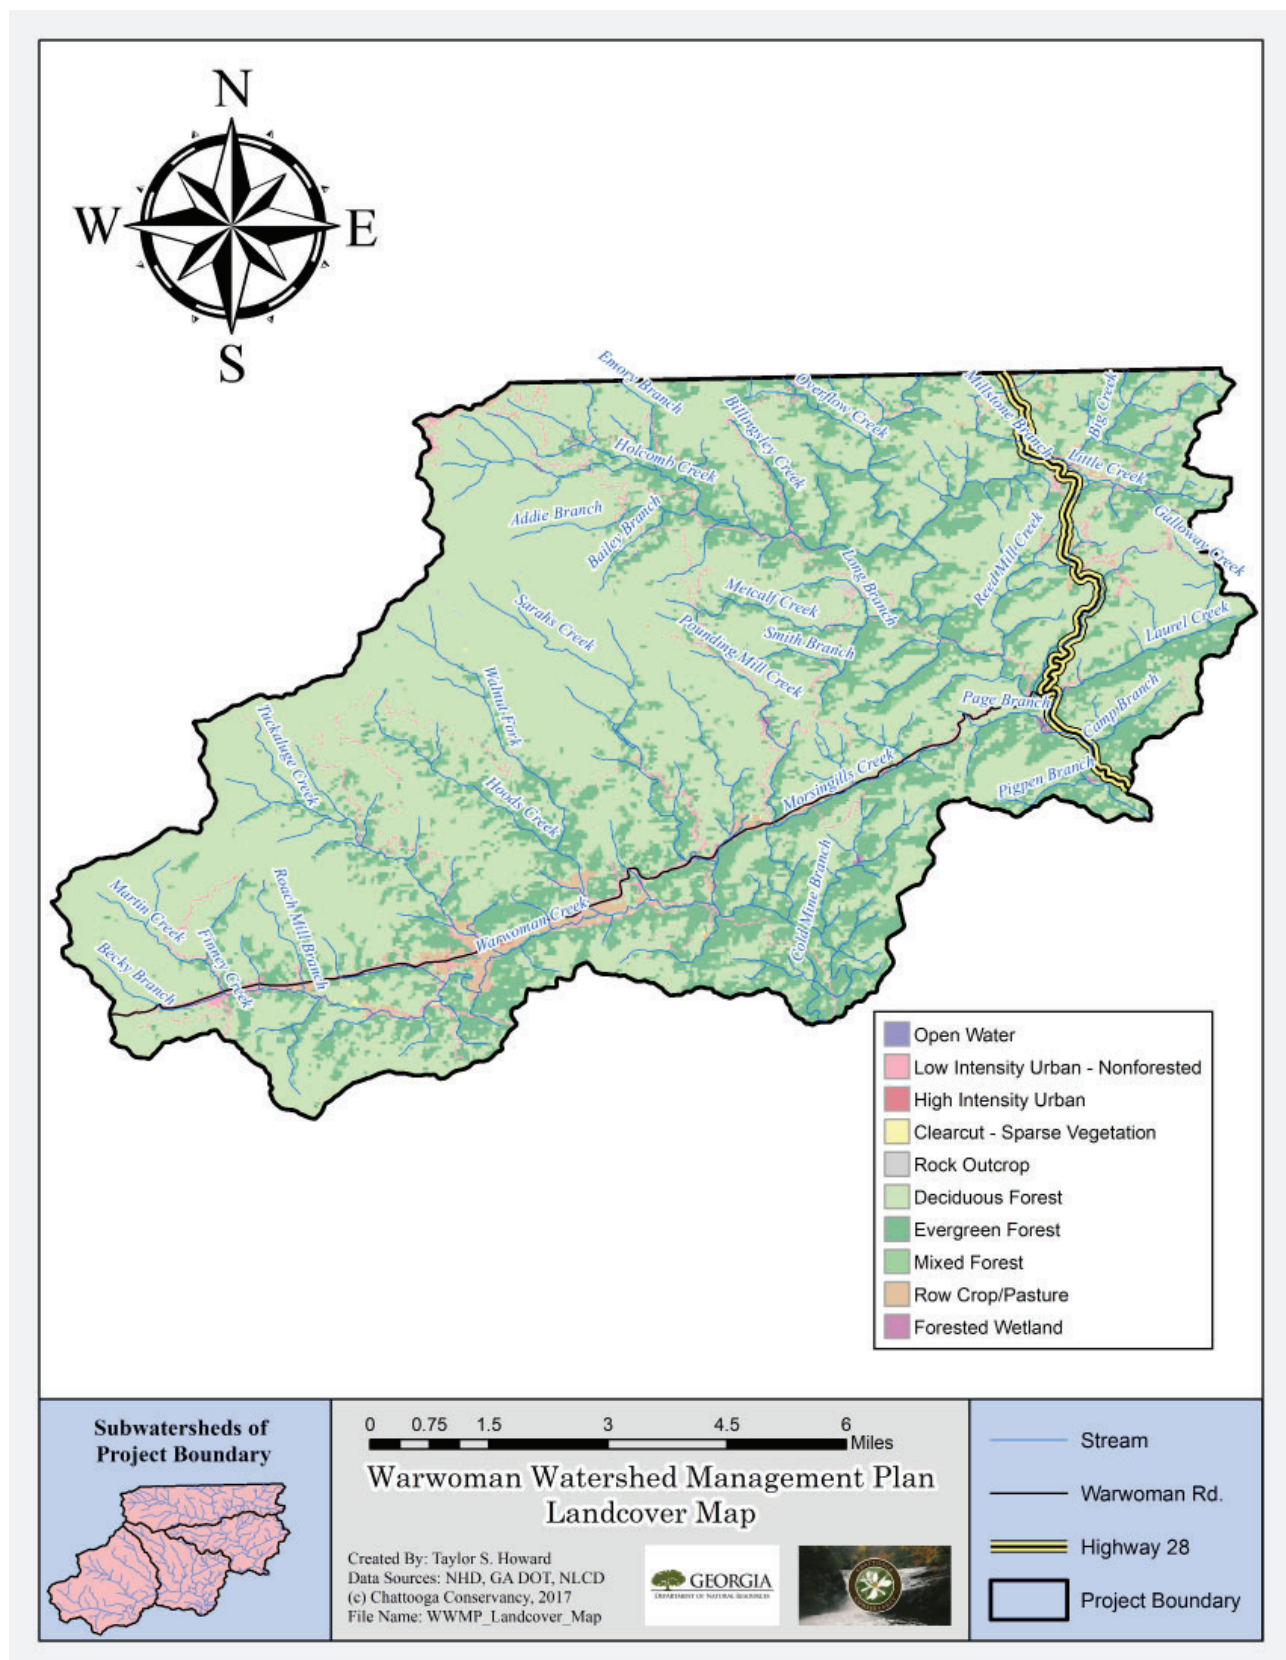 N
W
E
S
Emory Branch
Overflow Creek
Millstone Branch
Big Creek
Billingsley Creek
Holcomb Creek
Little Creek
Addie Branch
Bailey Branch
Galloway Creek
Reed Mill Creek
Long Branch
Metcalf Creek
Sarahs Creek
Smith Branch
Laurel Creek
Pounding Mill Creek
Walnut Fork
Page Branch
Camp Branch
Tuckaluge Creek
Morsingills Creek
Pigpen Branch
Hoods Creek
Martin Creek
Roach Mill Branch
Cold Mine Branch
Warwoman Creek
Finney Creek
Becky Branch
Open Water
Low Intensity Urban - Nonforested
High Intensity Urban
Clearcut - Sparse Vegetation
Rock Outcrop
Deciduous Forest
Evergreen Forest
Mixed Forest
Row Crop/Pasture
Forested Wetland
Subwatersheds of
Project Boundary
0 0.75 1.5 3 4.5 6
Miles
Warwoman Watershed Management Plan
Landcover Map
Created By: Taylor S. Howard
Data Sources: NHD, GA DOT, NLCD
(c) Chattooga Conservancy, 2017
File Name: WWMP_Landcover_Map
GEORGIA
DEPARTMENT OF NATURAL RESOURCES
Stream
Warwoman Rd.
Highway 28
Project Boundary